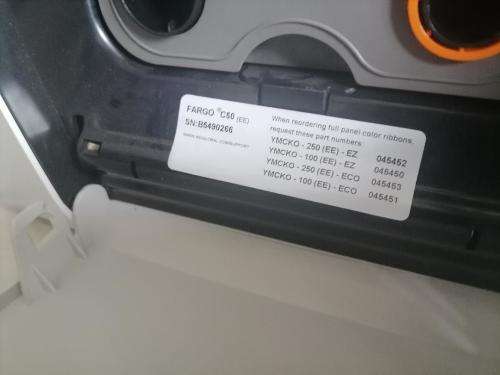 FARGO ® C50 (EE)
SN:B5490266
When reordering full panel color ribbons,
request these part numbers
YMCKO - 250 (EE) - EZ 045452
YMCKO - 100 (EE) - EZ 045450
YMCKO - 250 (EE) - ECO 045453
YMCKO - 100 (EE) - ECO 045451